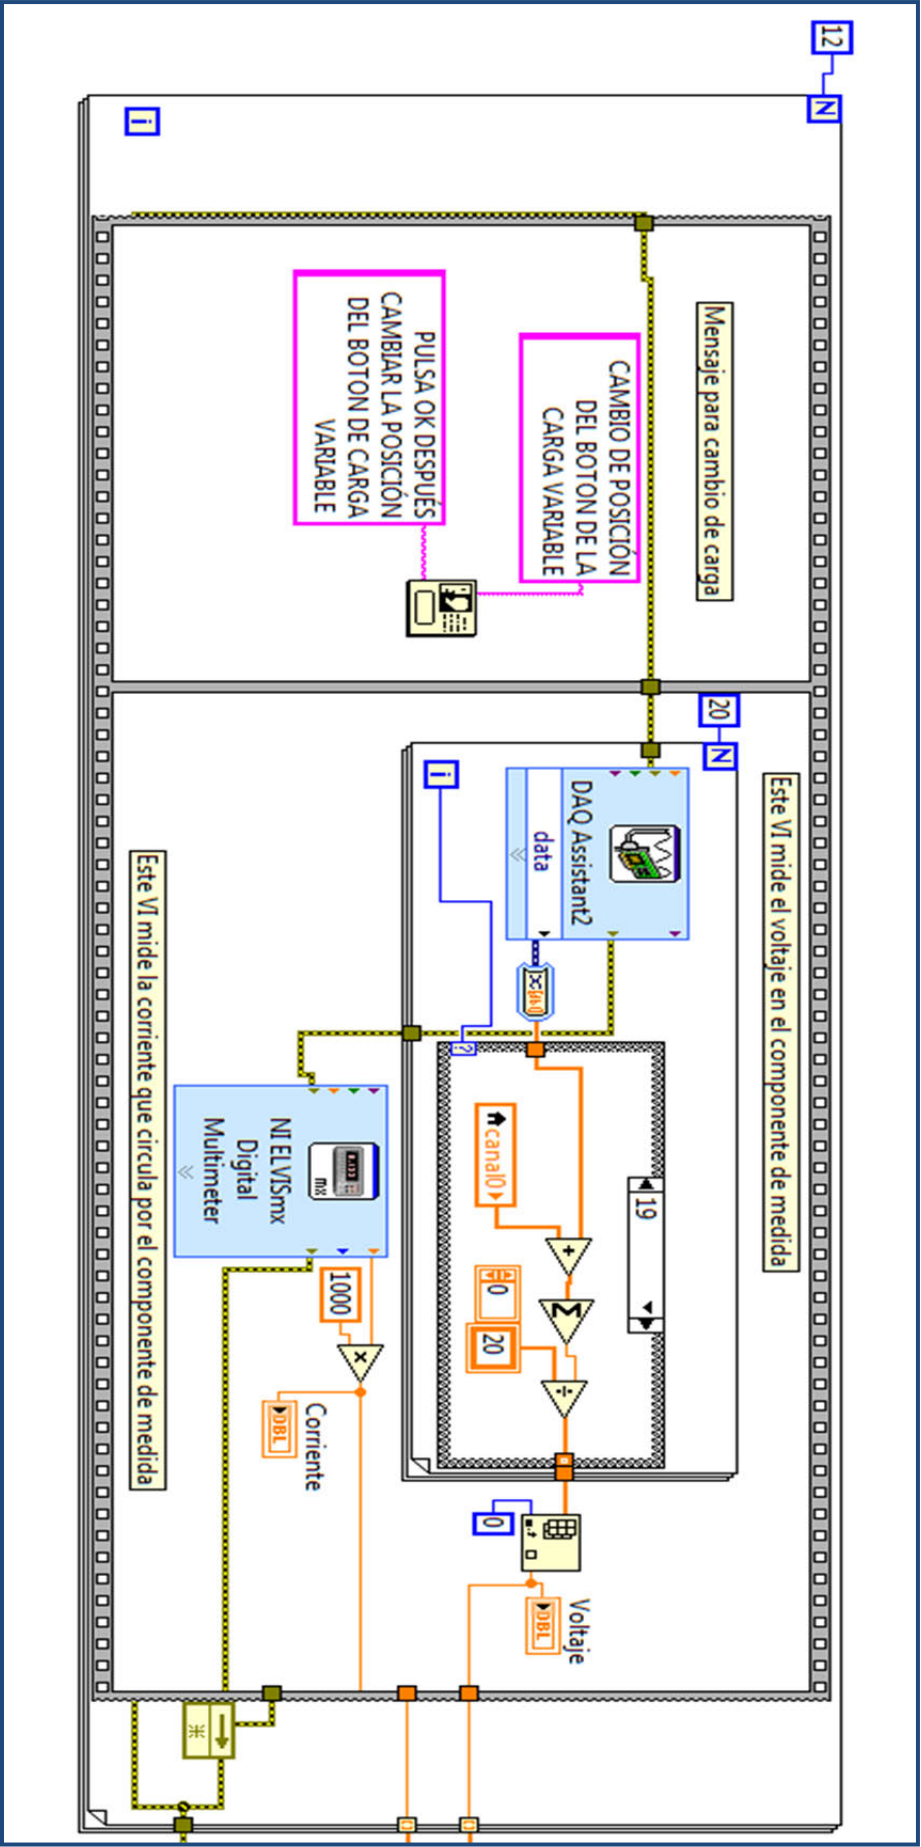 12
N
i
Mensaje para cambio de carga
CAMBIO DE POSICIÓN
DEL BOTON DE LA
CARGA VARIABLE
PULSA OK DESPUÉS
CAMBIAR LA POSICIÓN
DEL BOTON DE CARGA
VARIABLE
Este VI mide el voltaje en el componente de medida
20
N
DAQ Assistant2
data
i
?
19
canal0
+
Σ
0
20
÷
0
Voltaje
DBL
NI ELVISmx
Digital
Multimeter
mx
1000
x
Corriente
DBL
Este VI mide la corriente que circula por el componente de medida